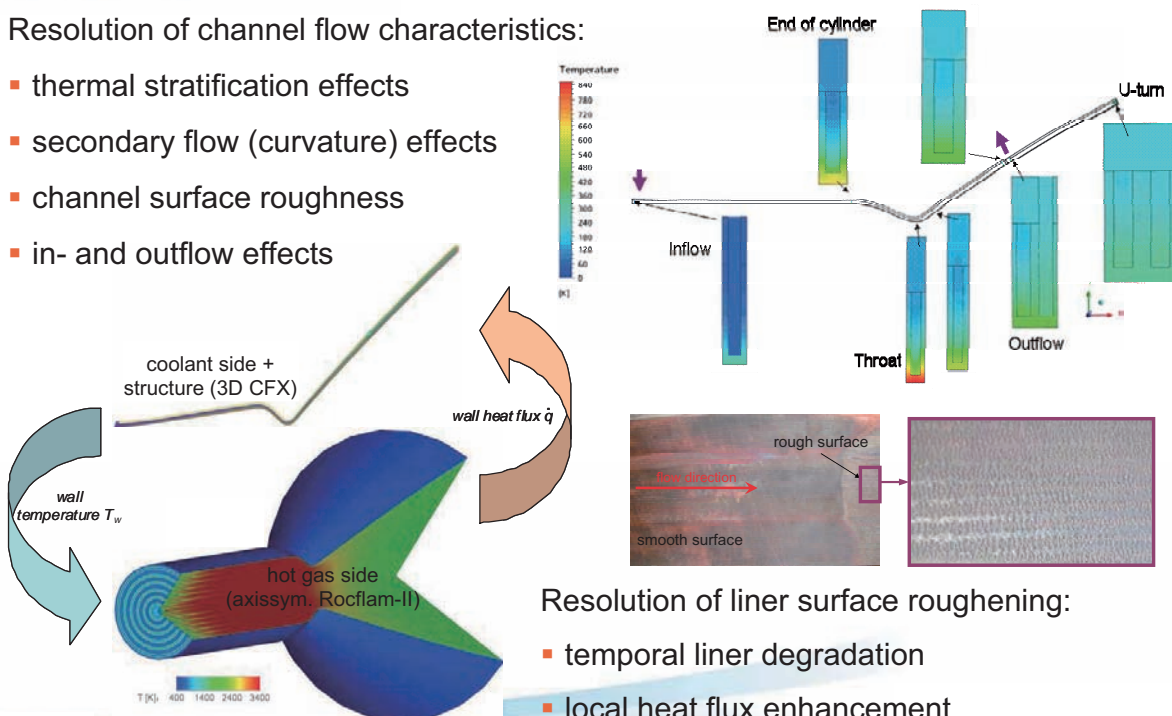 Resolution of channel flow characteristics:
▪ thermal stratification effects
▪ secondary flow (curvature) effects
▪ channel surface roughness
▪ in- and outflow effects
End of cylinder
Temperature
840
780
720
660
600
540
480
420
360
300
240
180
120
60
0
[K]
U-turn
Inflow
Throat
Outflow
coolant side +
structure (3D CFX)
wall heat flux q̇
wall
temperature Tw
hot gas side
(axissym. Rocflam-II)
T [K]: 400 1400 2400 3400
rough surface
flow direction
smooth surface
Resolution of liner surface roughening:
▪ temporal liner degradation
▪ local heat flux enhancement